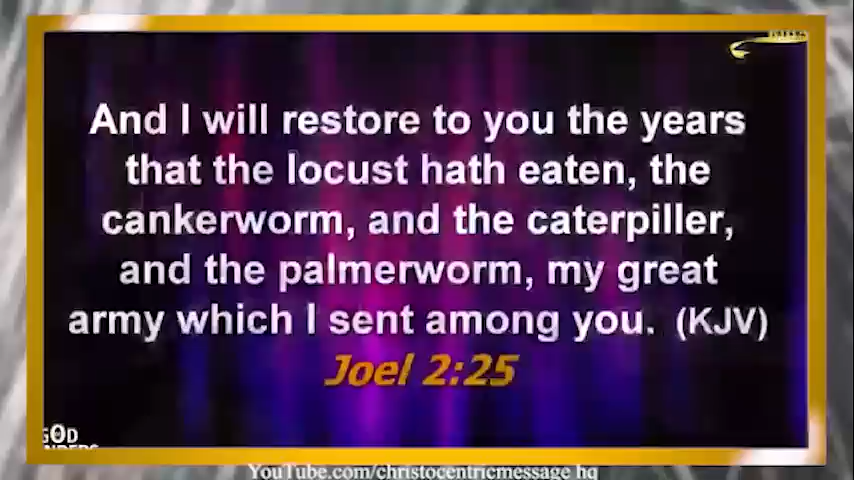 And I will restore to you the years
that the locust hath eaten, the
cankerworm, and the caterpiller,
and the palmerworm, my great
army which I sent among you. (KJV)
Joel 2:25
GOD
YouTube.com/christocentricmessage hq